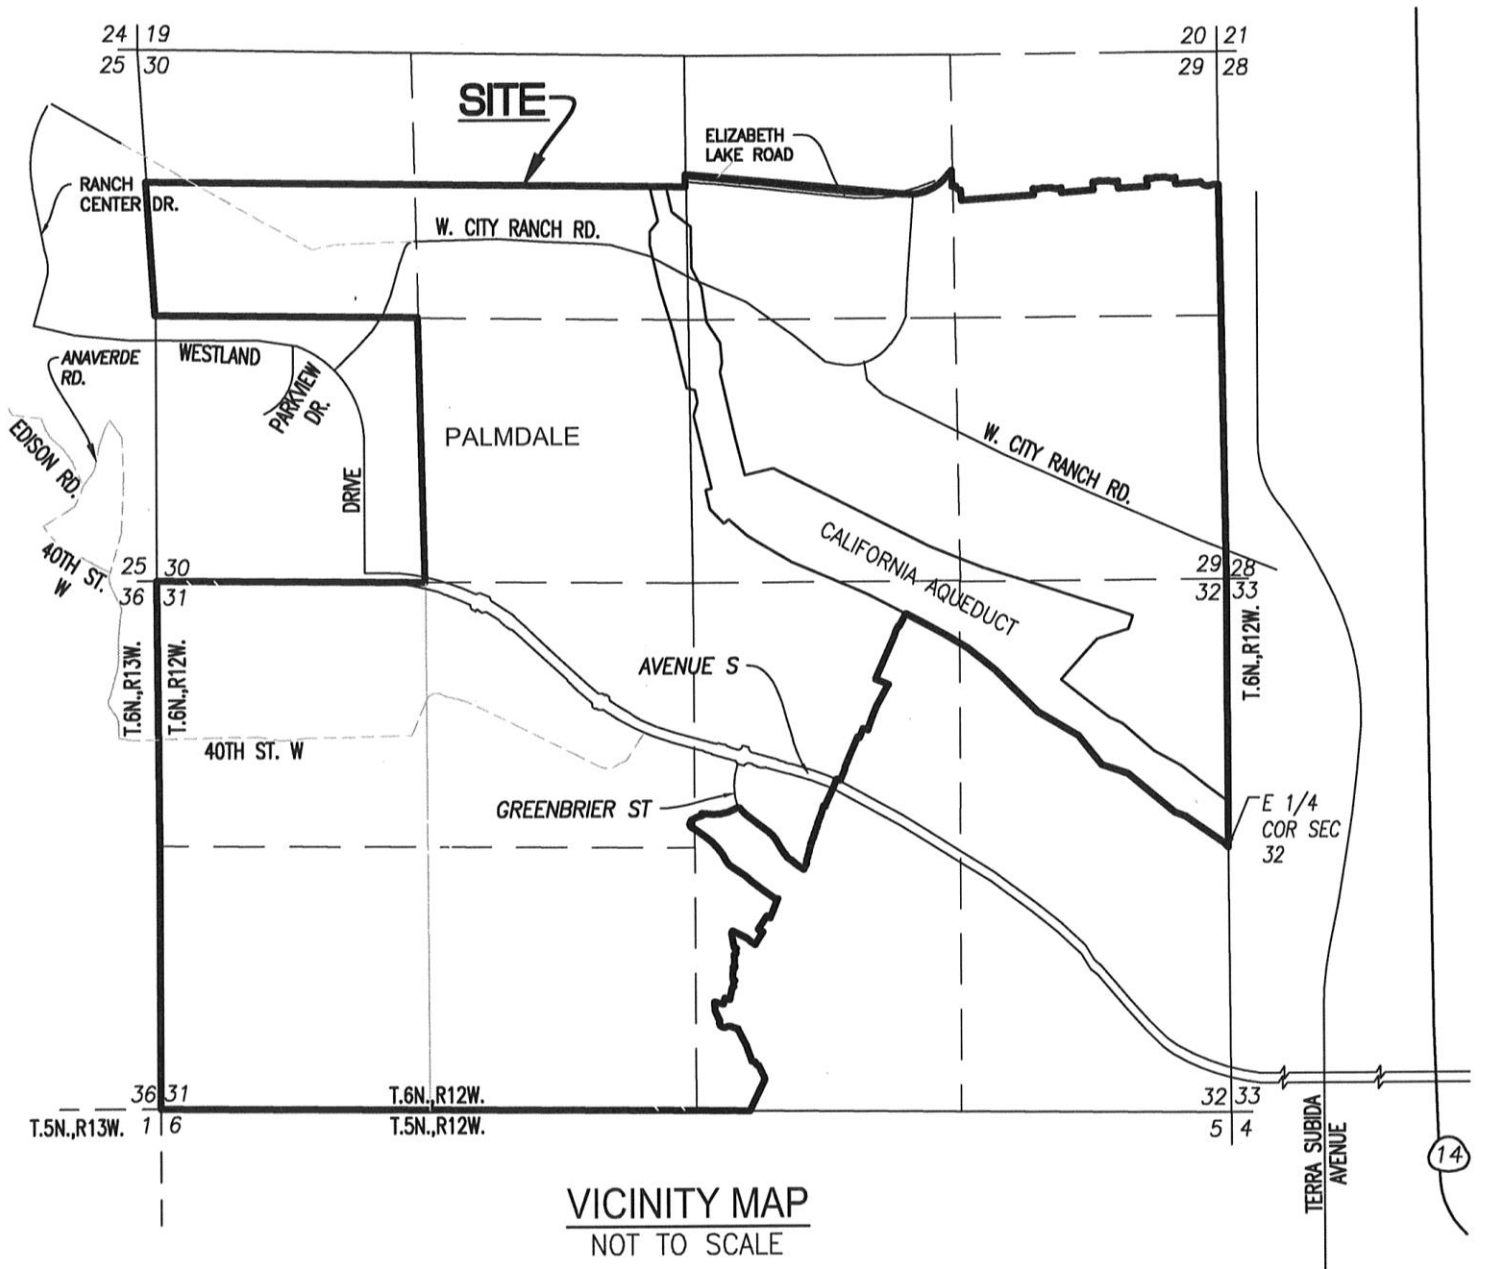 24 19
25 30
20 21
29 28
SITE
ELIZABETH
LAKE ROAD
RANCH
CENTER DR.
W. CITY RANCH RD.
ANAVERDE
RD.
WESTLAND
PARKVIEW
DR.
EDISON RD.
PALMDALE
DRIVE
W. CITY RANCH RD.
CALIFORNIA AQUEDUCT
40TH ST.
W
25 30
36 31
29 28
32 33
T.6N.,R13W.
T.6N.,R12W.
T.6N.,R12W.
AVENUE S
40TH ST. W
GREENBRIER ST
E 1/4
COR SEC
32
36 31
T.6N.,R12W.
32 33
T.5N.,R13W.
1 6
T.5N.,R12W.
5 4
TERRA SUBIDA
AVENUE
14
VICINITY MAP
NOT TO SCALE